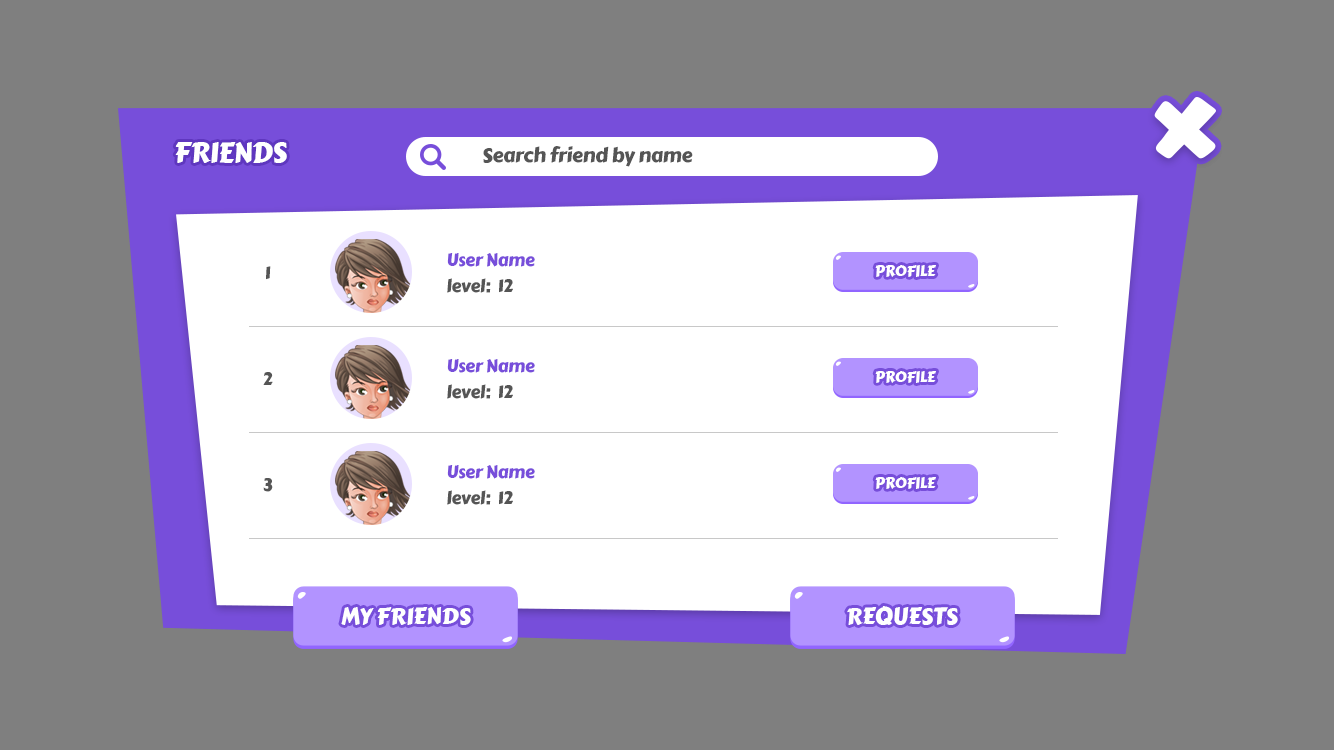 FRIENDS
Search friend by name
1
User Name
level: 12
PROFILE
2
User Name
level: 12
PROFILE
3
User Name
level: 12
PROFILE
MY FRIENDS
REQUESTS